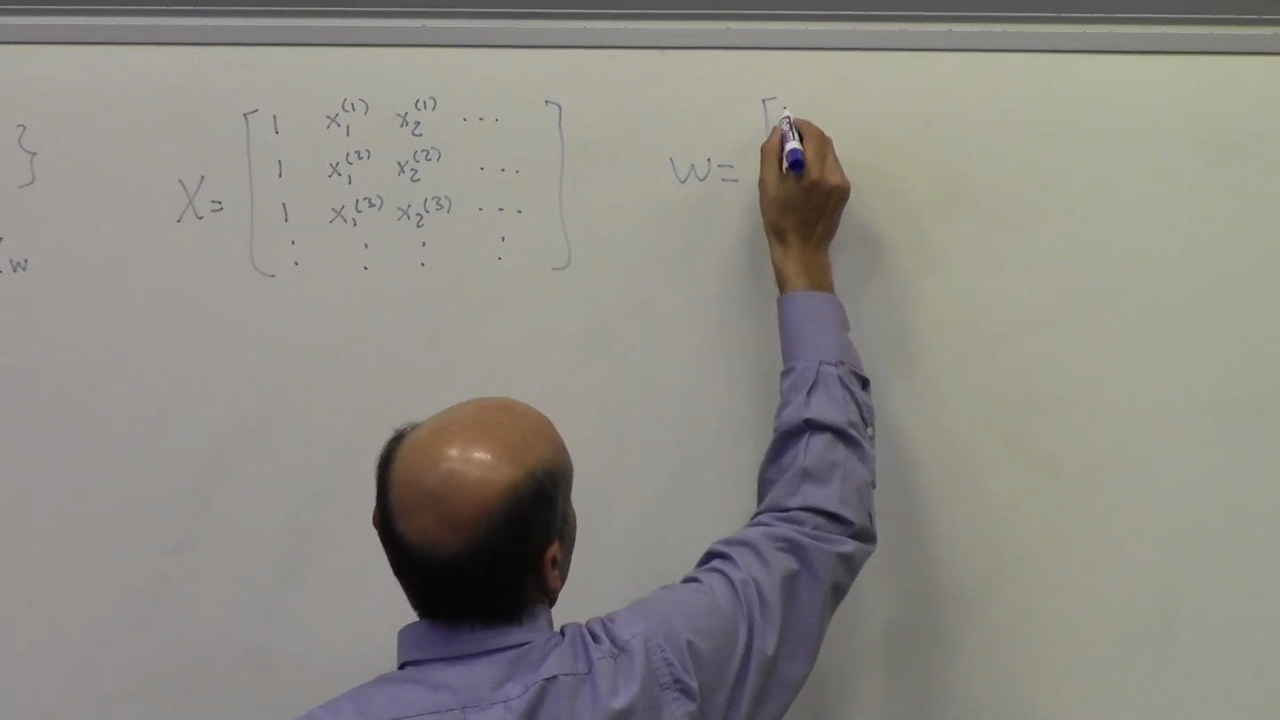 }
w
X = [ 1 x₁⁽¹⁾ x₂⁽¹⁾ ... ]
1 x₁⁽²⁾ x₂⁽²⁾ ...
1 x₁⁽³⁾ x₂⁽³⁾ ...
⋮ ⋮ ⋮ ⋮
W = [